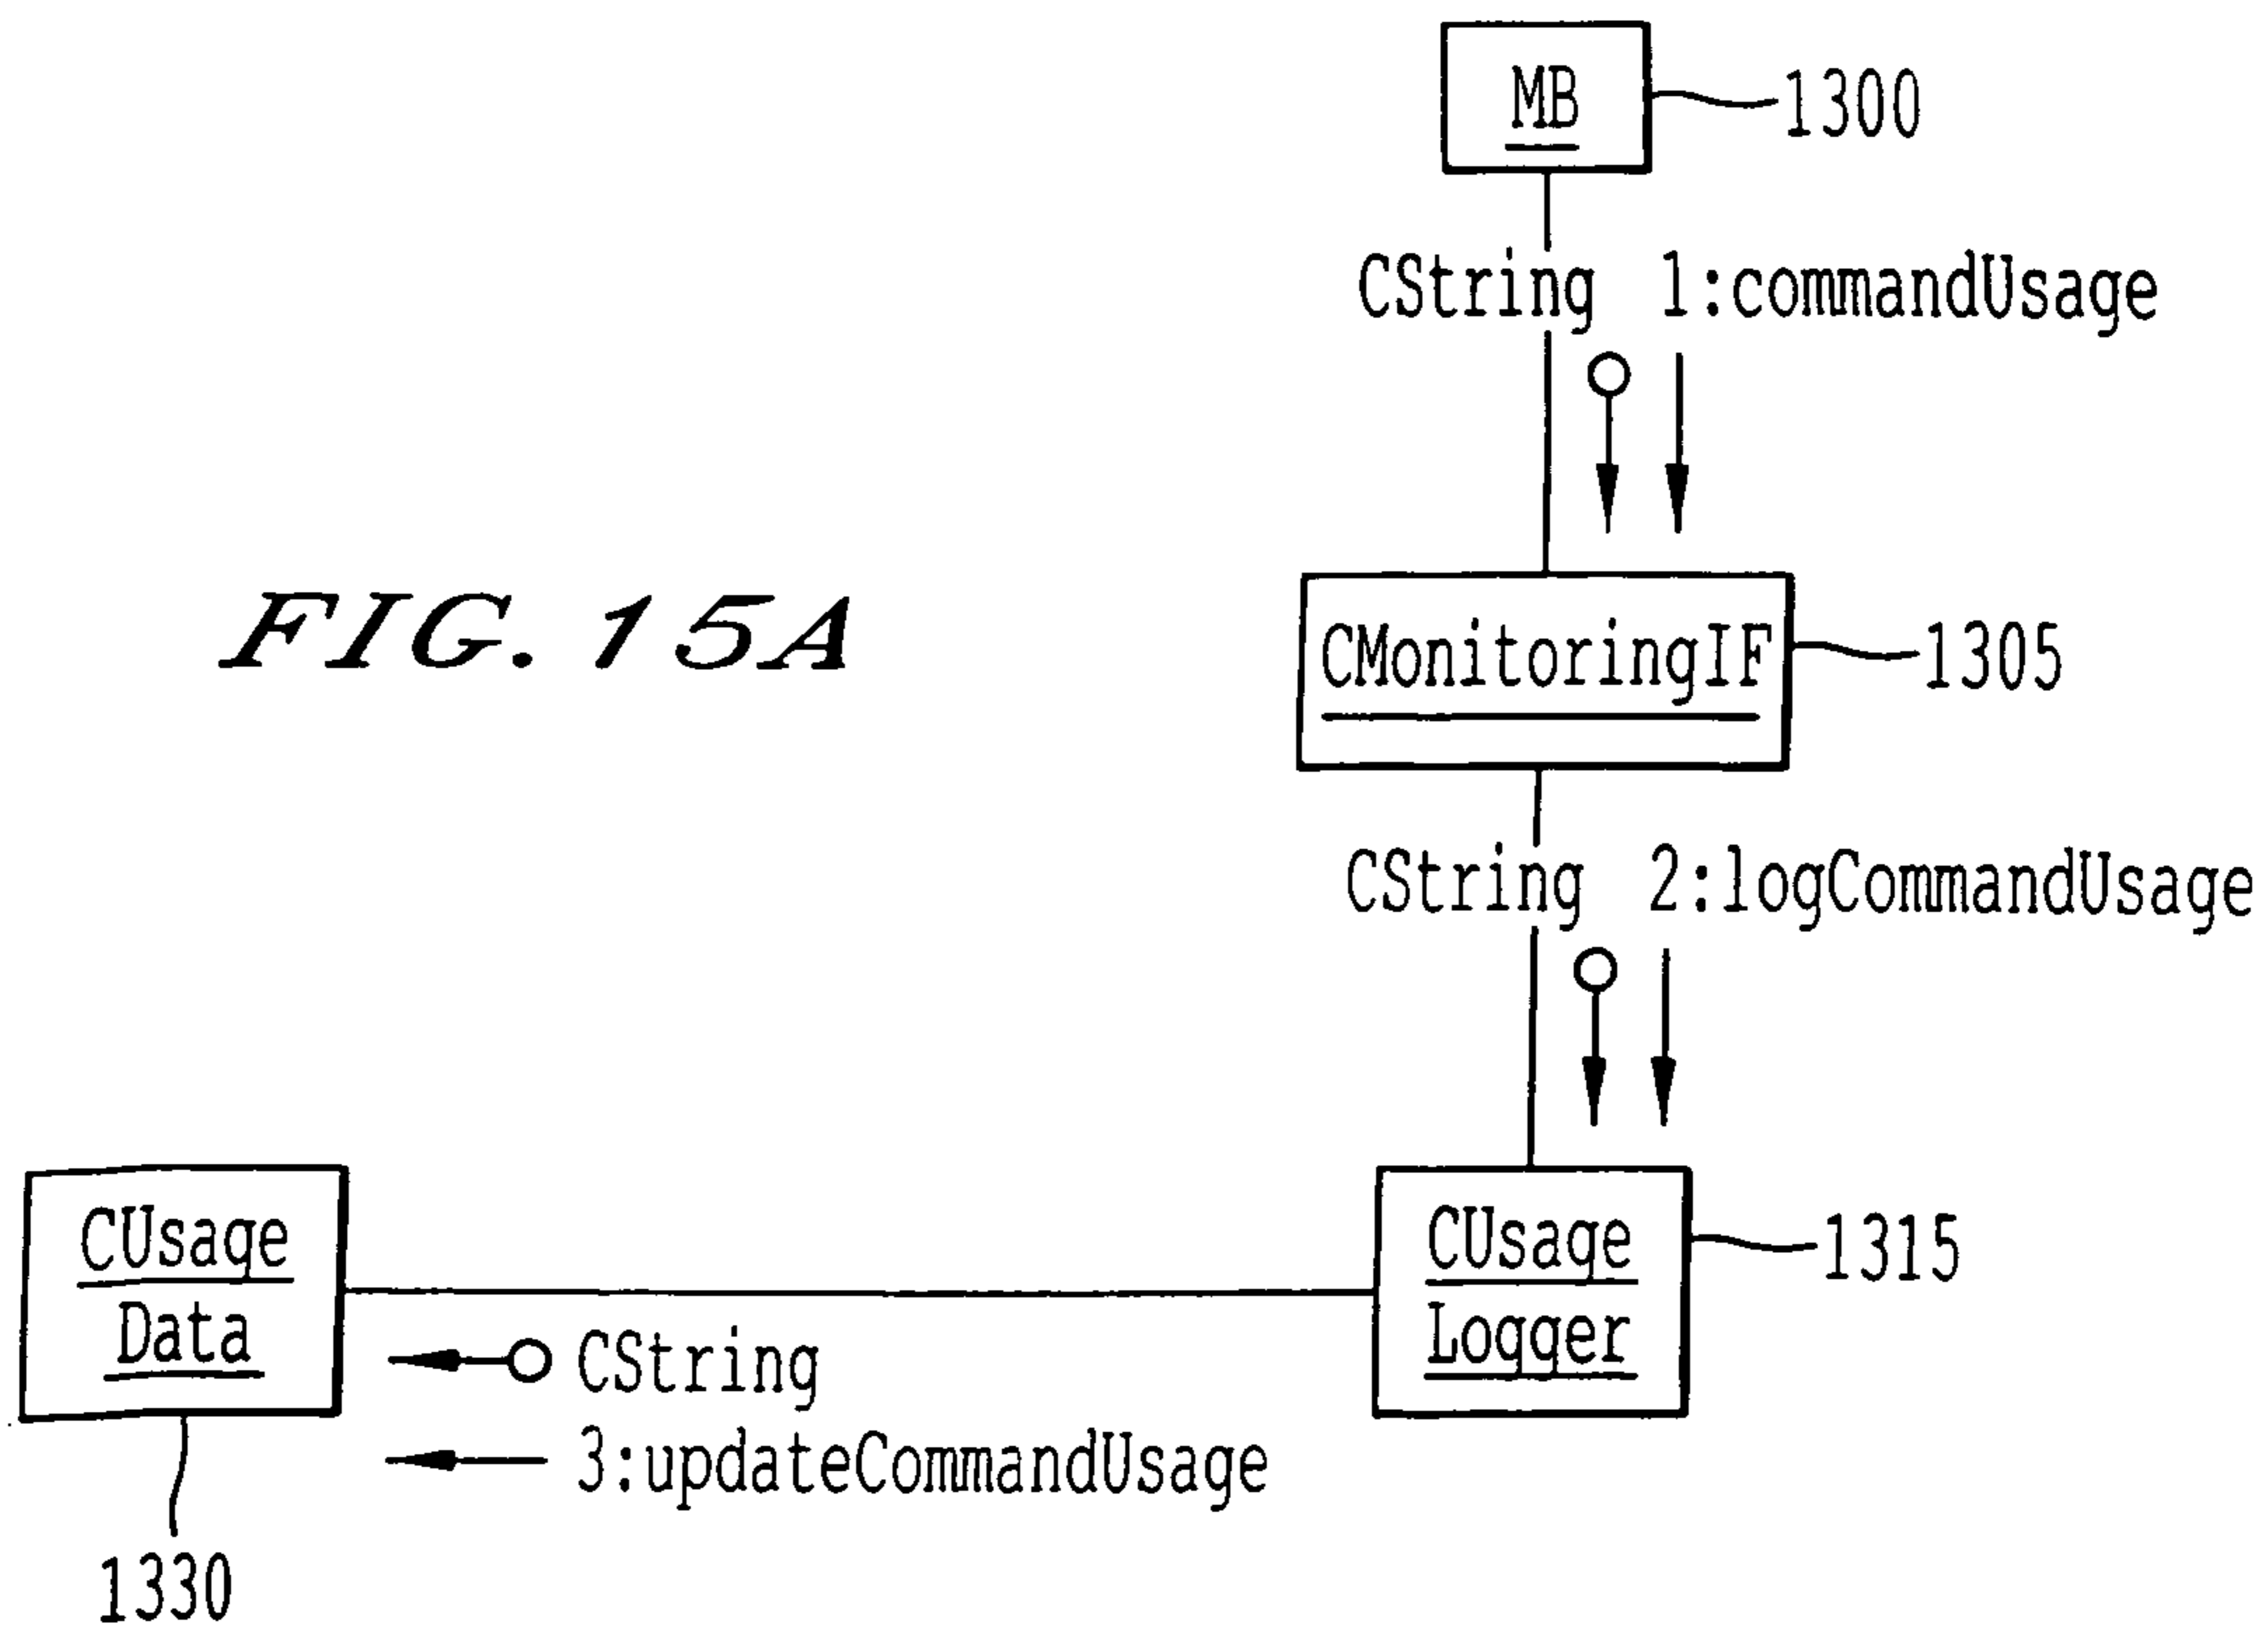 MB
1300
CString 1:commandUsage
FIG. 15A
CMonitoringIF
1305
CString 2:logCommandUsage
CUsage
Data
CUsage
Logger
1315
CString
3:updateCommandUsage
1330